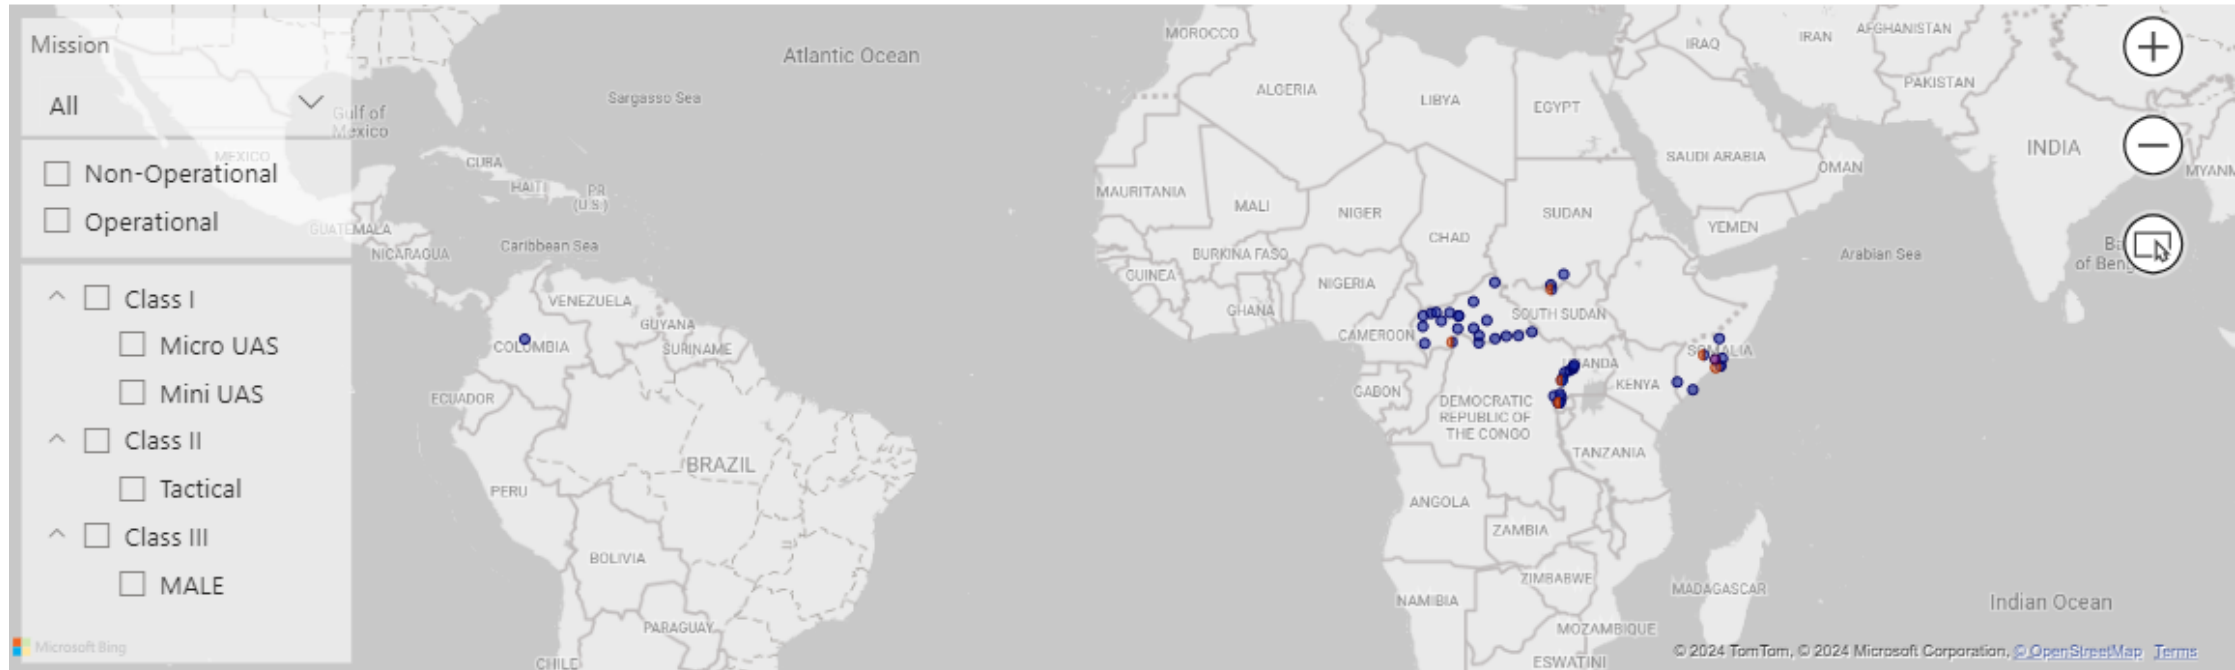 Mission
All
Non-Operational
Operational
Class I
Micro UAS
Mini UAS
Class II
Tactical
Class III
MALE
Microsoft Bing
Atlantic Ocean
Sargasso Sea
Gulf of
Mexico
MEXICO
CUBA
HAITI
PR
(U.S.)
GUATEMALA
NICARAGUA
Caribbean Sea
VENEZUELA
GUYANA
SURINAME
COLOMBIA
ECUADOR
BRAZIL
PERU
BOLIVIA
PARAGUAY
CHILE
MOROCCO
ALGERIA
LIBYA
EGYPT
MAURITANIA
MALI
NIGER
CHAD
SUDAN
BURKINA FASO
GUINEA
GHANA
NIGERIA
CAMEROON
SOUTH SUDAN
SOMALIA
GABON
KENYA
DEMOCRATIC
REPUBLIC OF
THE CONGO
TANZANIA
ANGOLA
ZAMBIA
ZIMBABWE
NAMIBIA
MOZAMBIQUE
MADAGASCAR
ESWATINI
IRAQ
IRAN
AFGHANISTAN
PAKISTAN
SAUDI ARABIA
OMAN
YEMEN
INDIA
Arabian Sea
of Beng
Indian Ocean
© 2024 TomTom, © 2024 Microsoft Corporation, © OpenStreetMap Terms